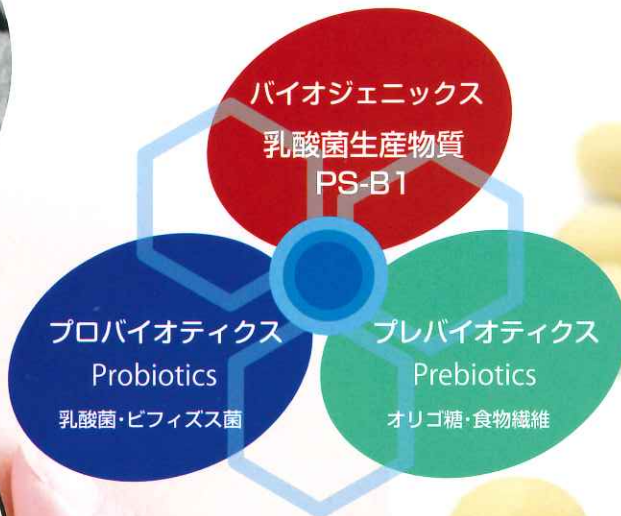 バイオジェニックス
乳酸菌生産物質
PS-B1
プロバイオティクス
Probiotics
乳酸菌・ビフィズス菌
プレバイオティクス
Prebiotics
オリゴ糖・食物繊維